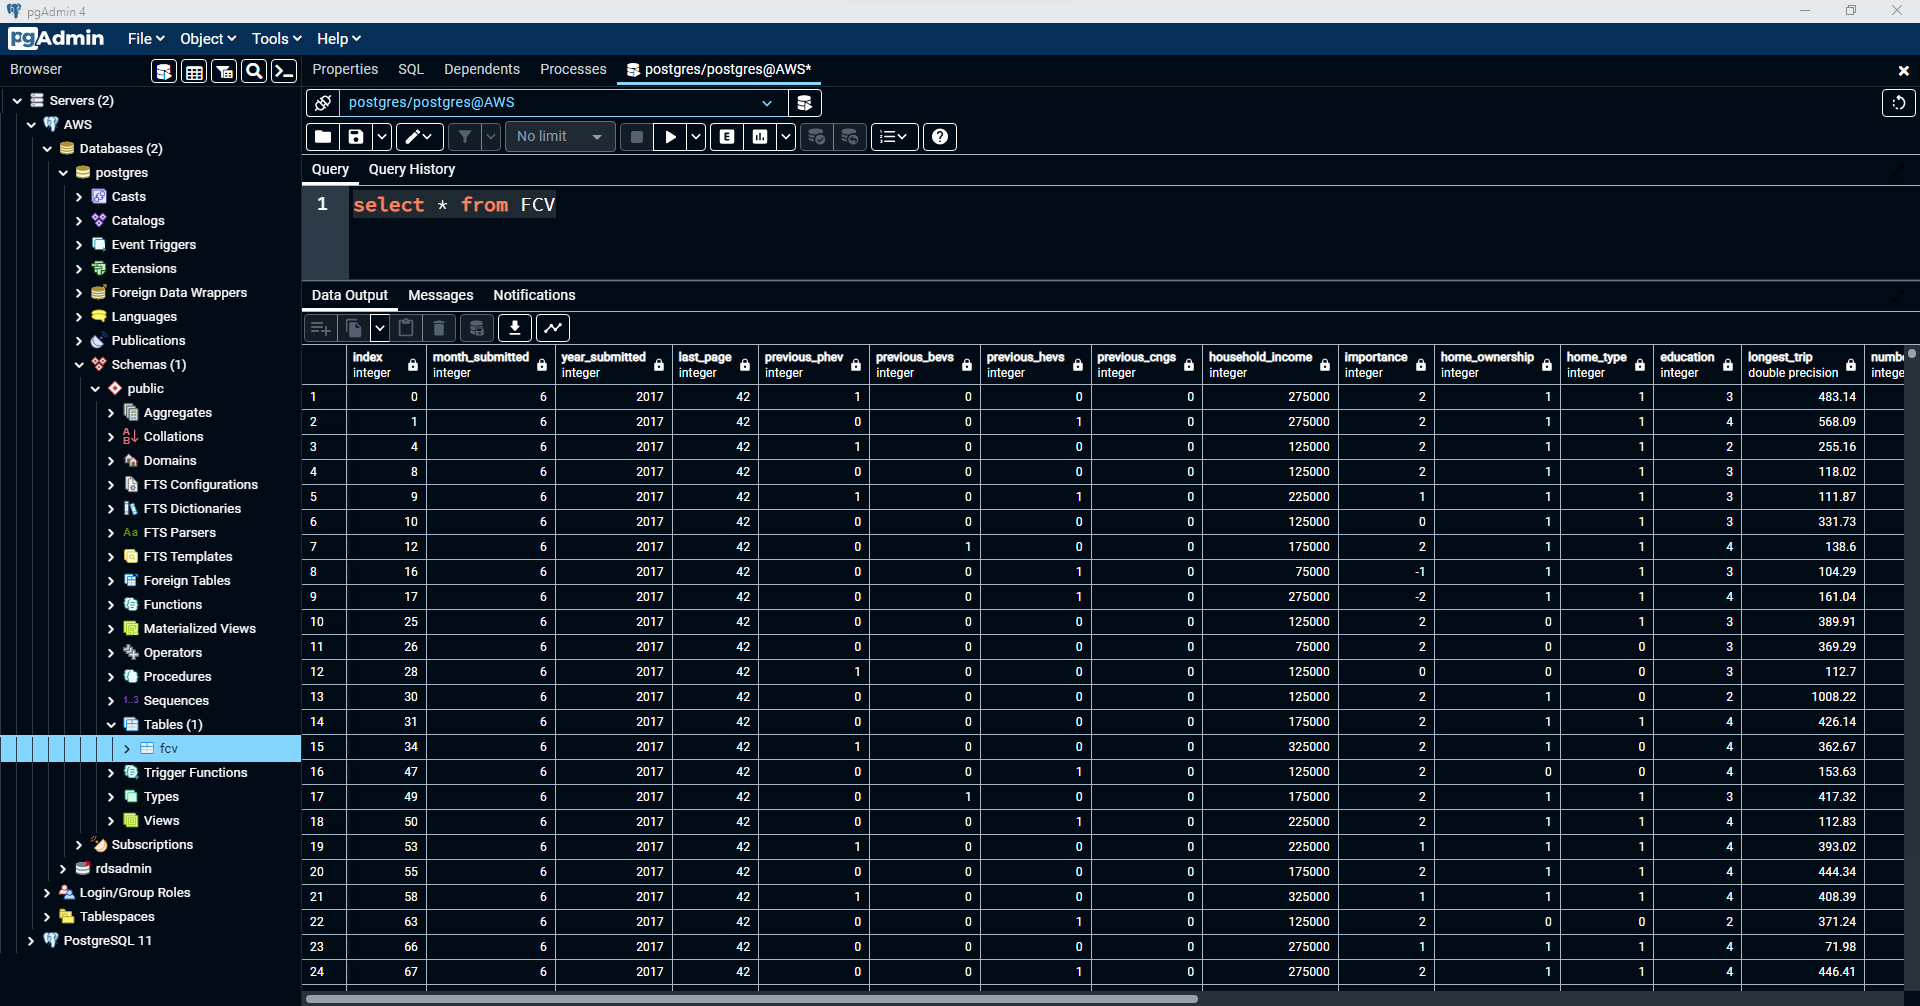 pgAdmin 4
pgAdmin File Object Tools Help
Browser
Properties SQL Dependents Processes postgres/postgres@AWS*
Servers (2)
AWS
Databases (2)
postgres
Casts
Catalogs
Event Triggers
Extensions
Foreign Data Wrappers
Languages
Publications
Schemas (1)
public
Aggregates
Collations
Domains
FTS Configurations
FTS Dictionaries
Aa FTS Parsers
FTS Templates
Foreign Tables
Functions
Materialized Views
Operators
Procedures
1..3 Sequences
Tables (1)
fcv
Trigger Functions
Types
Views
Subscriptions
rdsadmin
Login/Group Roles
Tablespaces
PostgreSQL 11
postgres/postgres@AWS
No limit E
Query Query History
1 select * from FCV
Data Output Messages Notifications
index month_submitted year_submitted last_page previous_phev previous_bevs previous_hevs previous_cngs household_income importance home_ownership home_type education longest_trip numb
integer integer integer integer integer integer integer integer integer integer integer integer integer double precision intege
1 0 6 2017 42 1 0 0 0 275000 2 1 1 3 483.14
2 1 6 2017 42 0 0 1 0 275000 2 1 1 4 568.09
3 4 6 2017 42 1 0 0 0 125000 2 1 1 2 255.16
4 8 6 2017 42 0 0 0 0 125000 2 1 1 3 118.02
5 9 6 2017 42 1 0 1 0 225000 1 1 1 3 111.87
6 10 6 2017 42 0 0 0 0 125000 0 1 1 3 331.73
7 12 6 2017 42 0 1 0 0 175000 2 1 1 4 138.6
8 16 6 2017 42 0 0 1 0 75000 -1 1 1 3 104.29
9 17 6 2017 42 0 0 1 0 275000 -2 1 1 4 161.04
10 25 6 2017 42 0 0 0 0 125000 2 0 1 3 389.91
11 26 6 2017 42 0 0 0 0 75000 2 0 0 3 369.29
12 28 6 2017 42 1 0 0 0 125000 0 0 0 3 112.7
13 30 6 2017 42 0 0 0 0 125000 2 1 0 2 1008.22
14 31 6 2017 42 0 0 0 0 175000 2 1 1 4 426.14
15 34 6 2017 42 1 0 0 0 325000 2 1 0 4 362.67
16 47 6 2017 42 0 0 1 0 125000 2 0 0 4 153.63
17 49 6 2017 42 0 1 0 0 175000 2 1 1 3 417.32
18 50 6 2017 42 0 0 1 0 225000 2 1 1 4 112.83
19 53 6 2017 42 1 0 0 0 225000 1 1 1 4 393.02
20 55 6 2017 42 0 0 0 0 175000 2 1 1 4 444.34
21 58 6 2017 42 1 0 0 0 325000 1 1 1 4 408.39
22 63 6 2017 42 0 0 1 0 125000 2 0 0 2 371.24
23 66 6 2017 42 0 0 0 0 275000 1 1 1 4 71.98
24 67 6 2017 42 0 0 1 0 275000 2 1 1 4 446.41